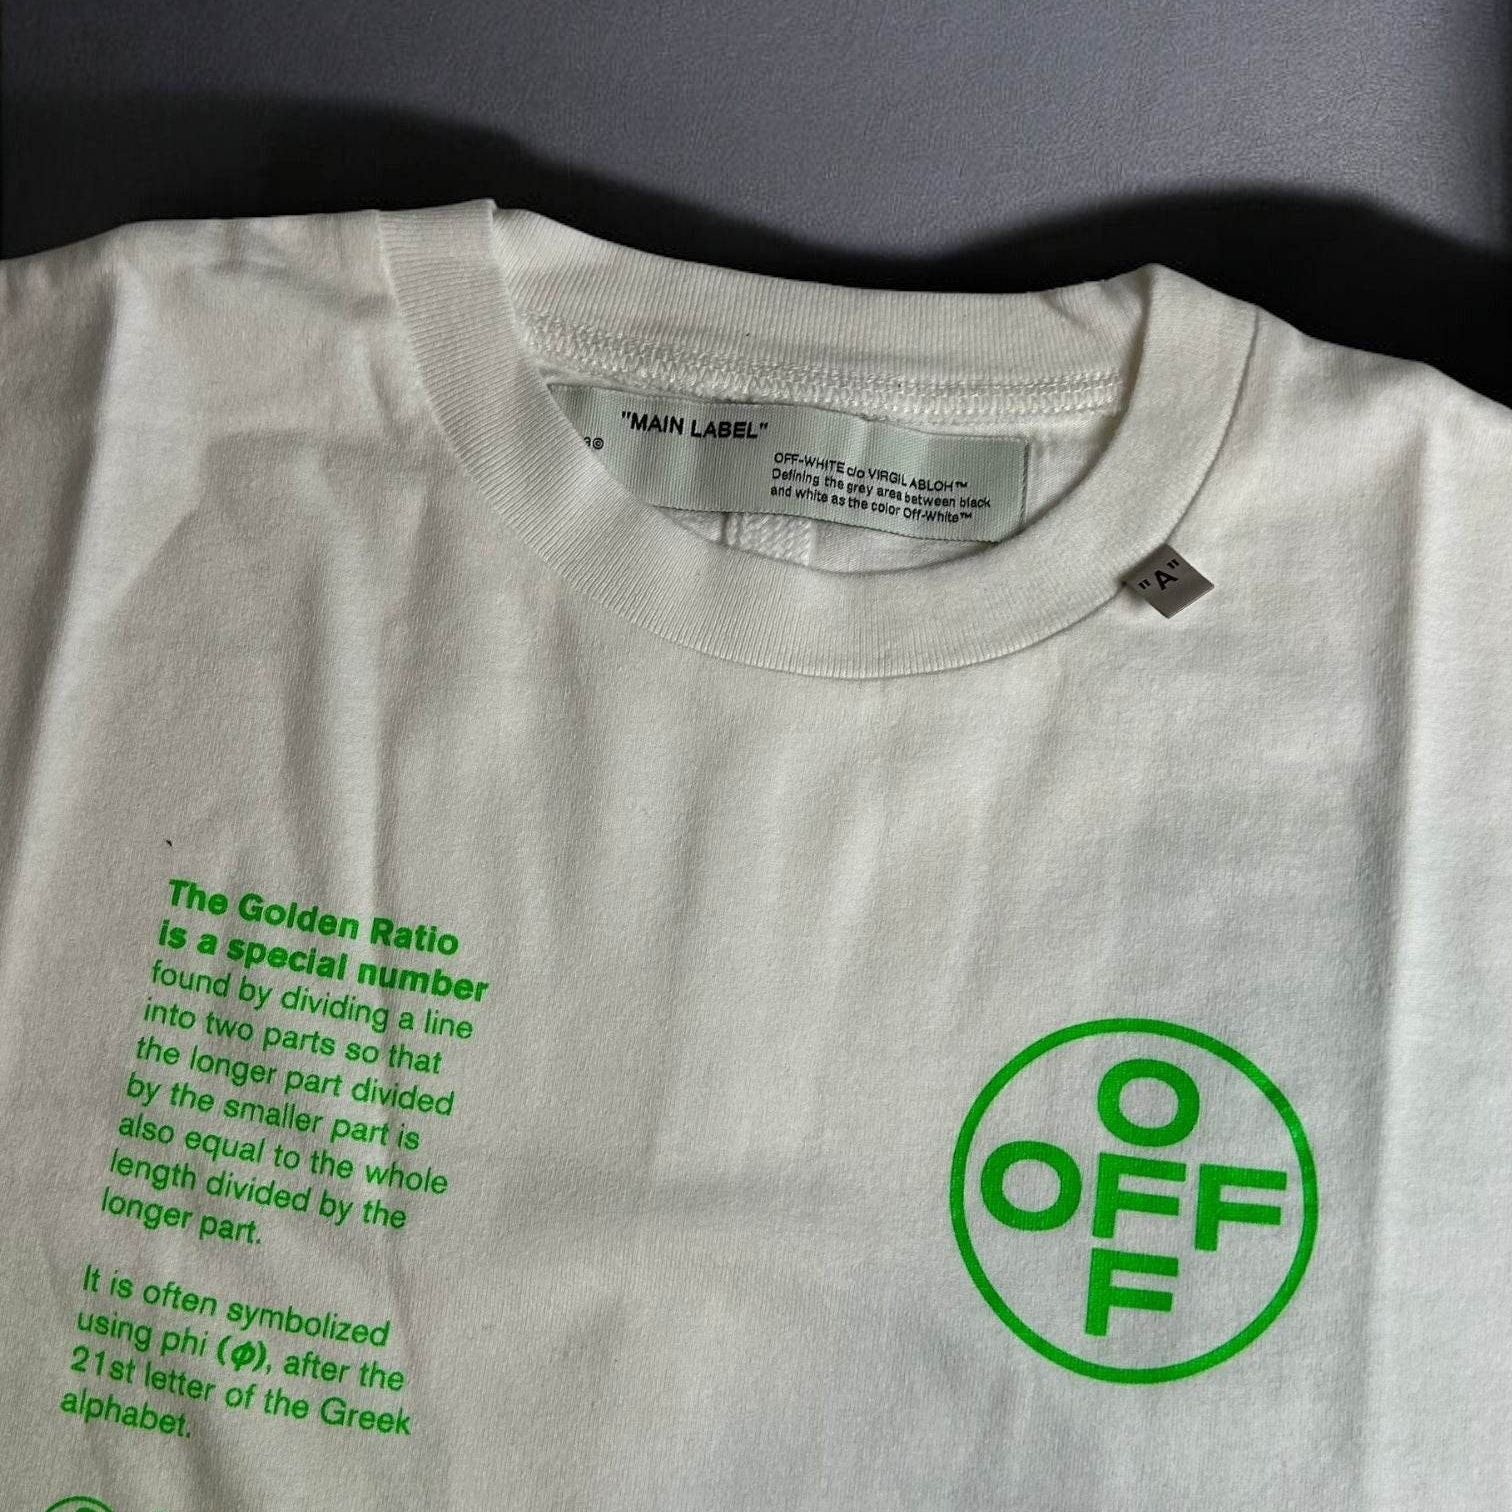 "MAIN LABEL"
©
OFF-WHITE c/o VIRGIL ABLOH™
Defining the grey area between black
and white as the color Off-White™
"A"
The Golden Ratio
is a special number
found by dividing a line
into two parts so that
the longer part divided
by the smaller part is
also equal to the whole
length divided by the
longer part.
It is often symbolized
using phi (ϕ), after the
21st letter of the Greek
alphabet.
O
OFF
F